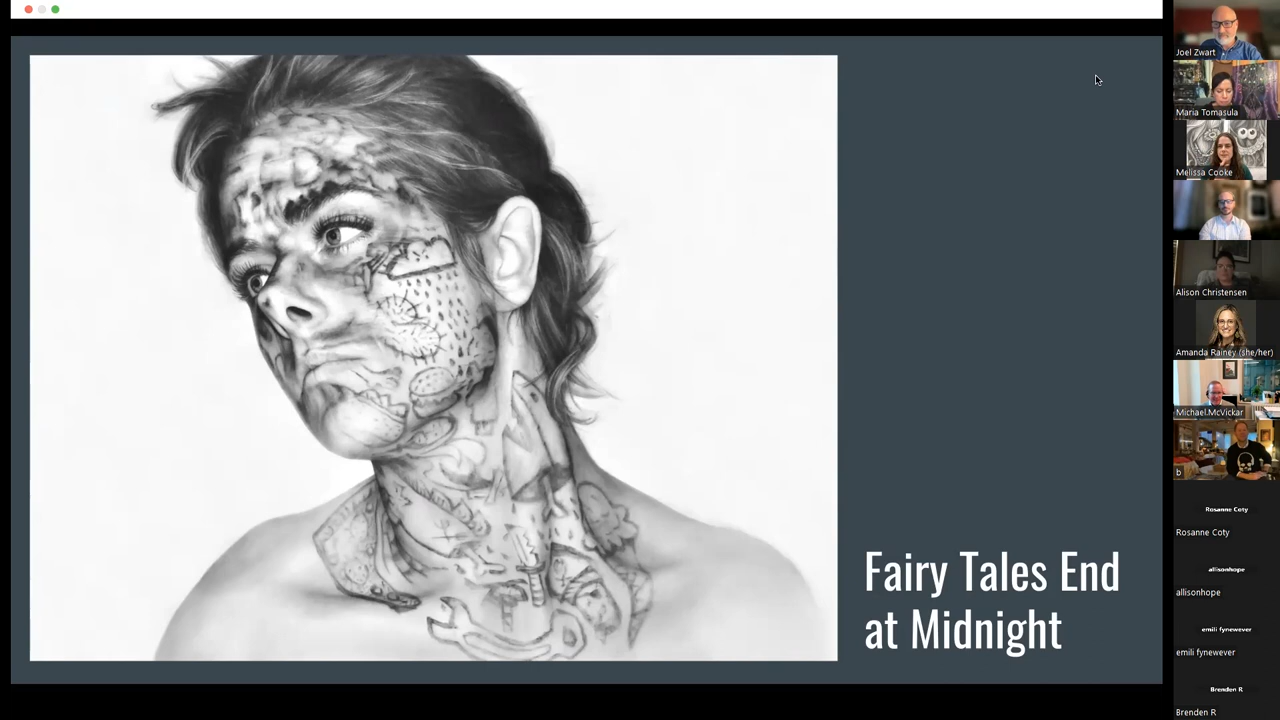 Fairy Tales End
at Midnight
Joel Zwart
Maria Tomasula
Melissa Cooke
Alison Christensen
Amanda Rainey (she/her)
Michael.McVickar
b
Rosanne Coty
Rosanne Coty
allisonhope
allisonhope
emili fynewever
emili fynewever
Brenden R
Brenden R